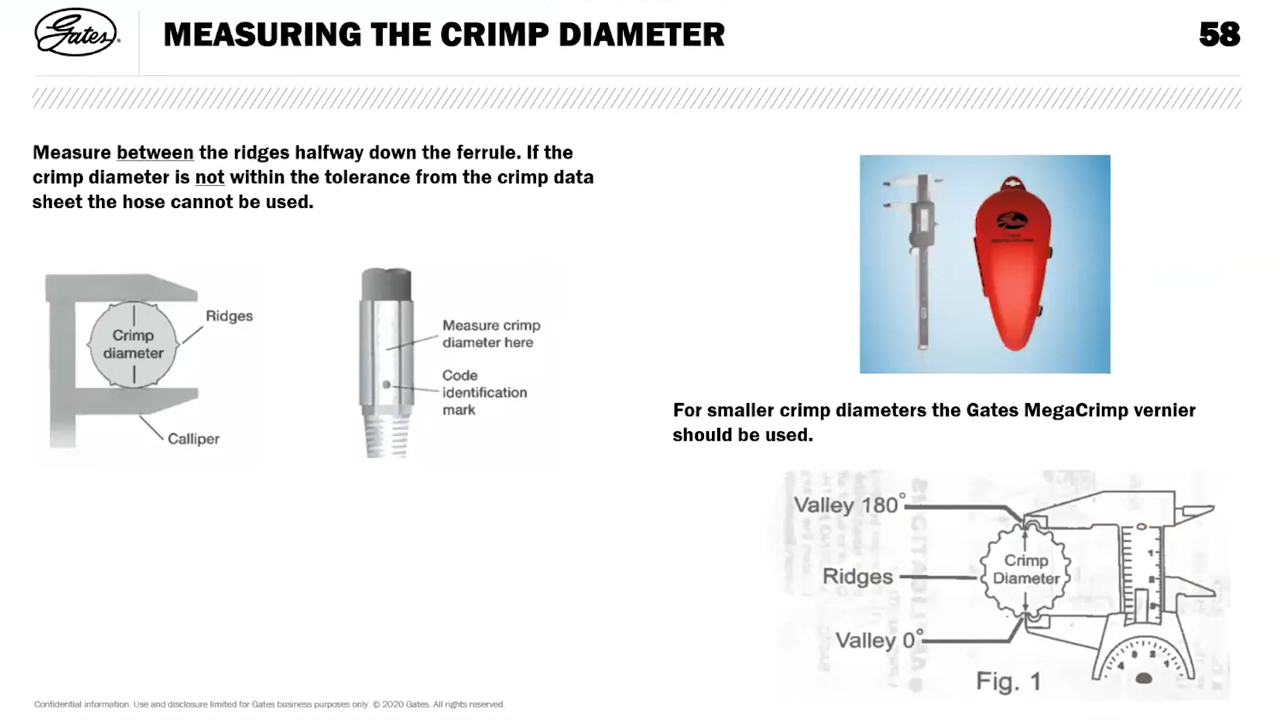 Gates
MEASURING THE CRIMP DIAMETER
58
Measure between the ridges halfway down the ferrule. If the
crimp diameter is not within the tolerance from the crimp data
sheet the hose cannot be used.
Crimp
diameter
Ridges
Calliper
Measure crimp
diameter here
Code
identification
mark
For smaller crimp diameters the Gates MegaCrimp vernier
should be used.
Valley 180°
Ridges
Valley 0°
Crimp
Diameter
Fig. 1
Confidential information. Use and disclosure limited for Gates business purposes only. © 2020 Gates. All rights reserved.